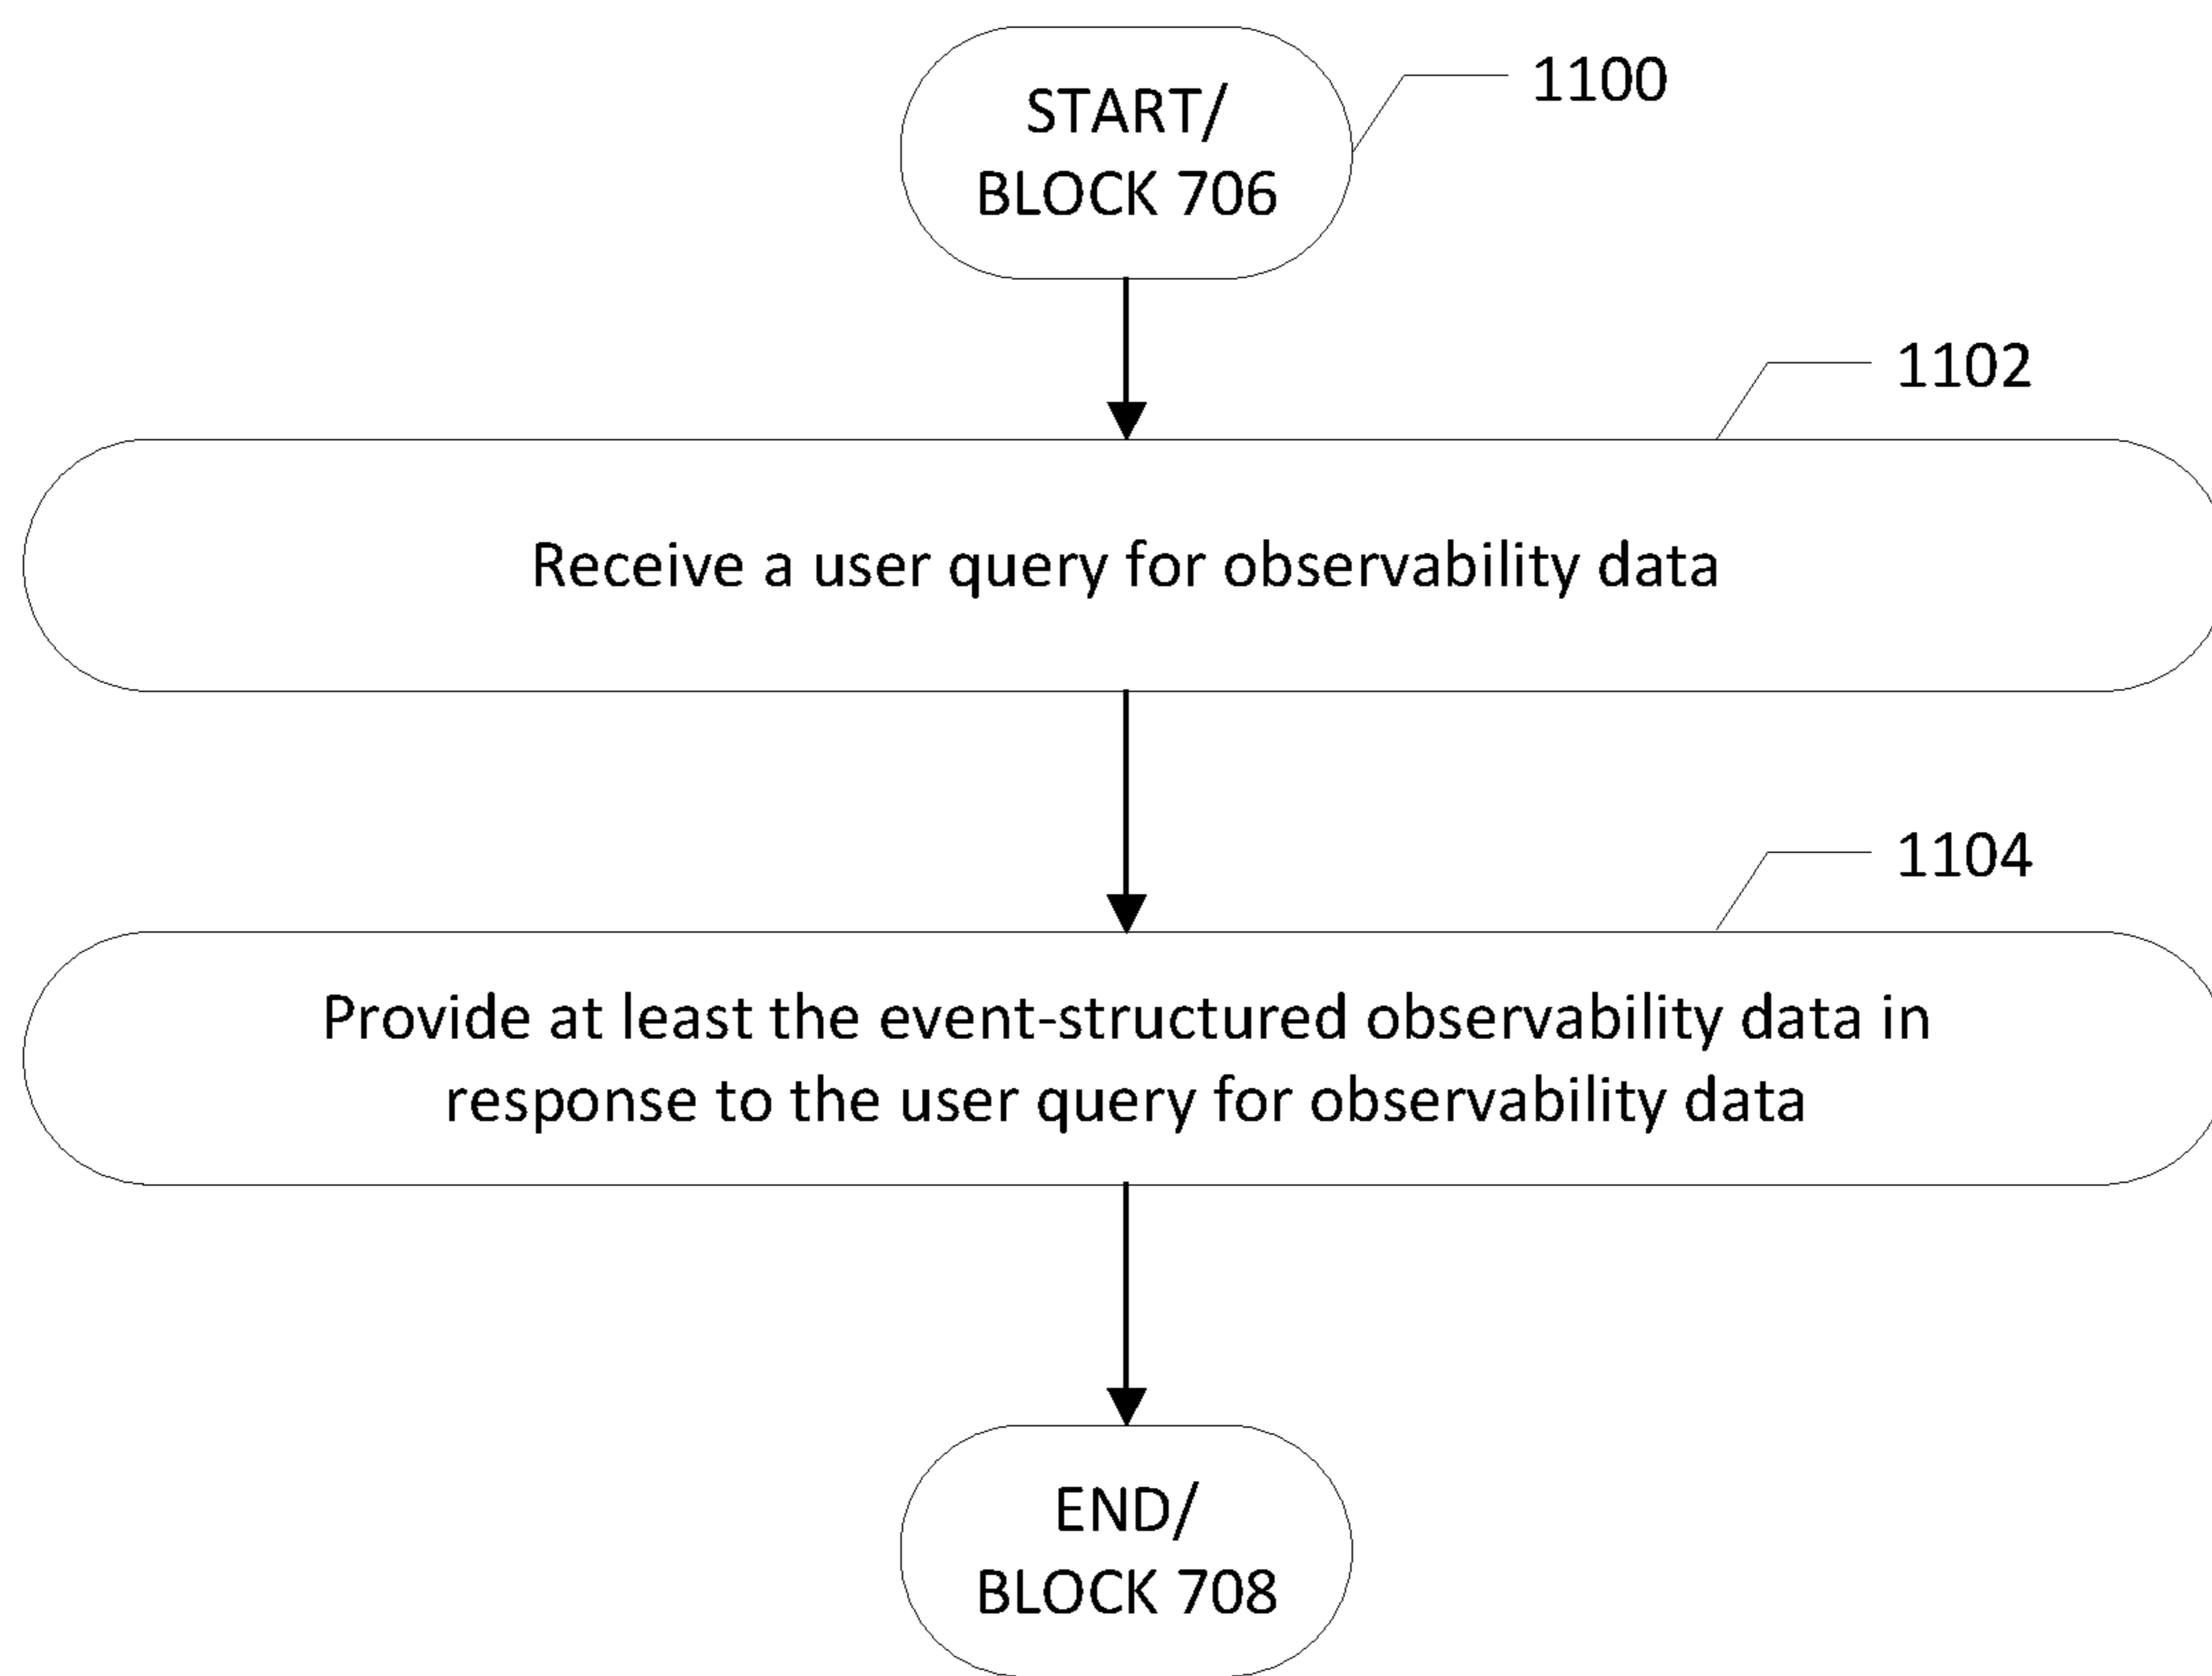 START/
BLOCK 706
1100
1102
Receive a user query for observability data
1104
Provide at least the event-structured observability data in
response to the user query for observability data
END/
BLOCK 708